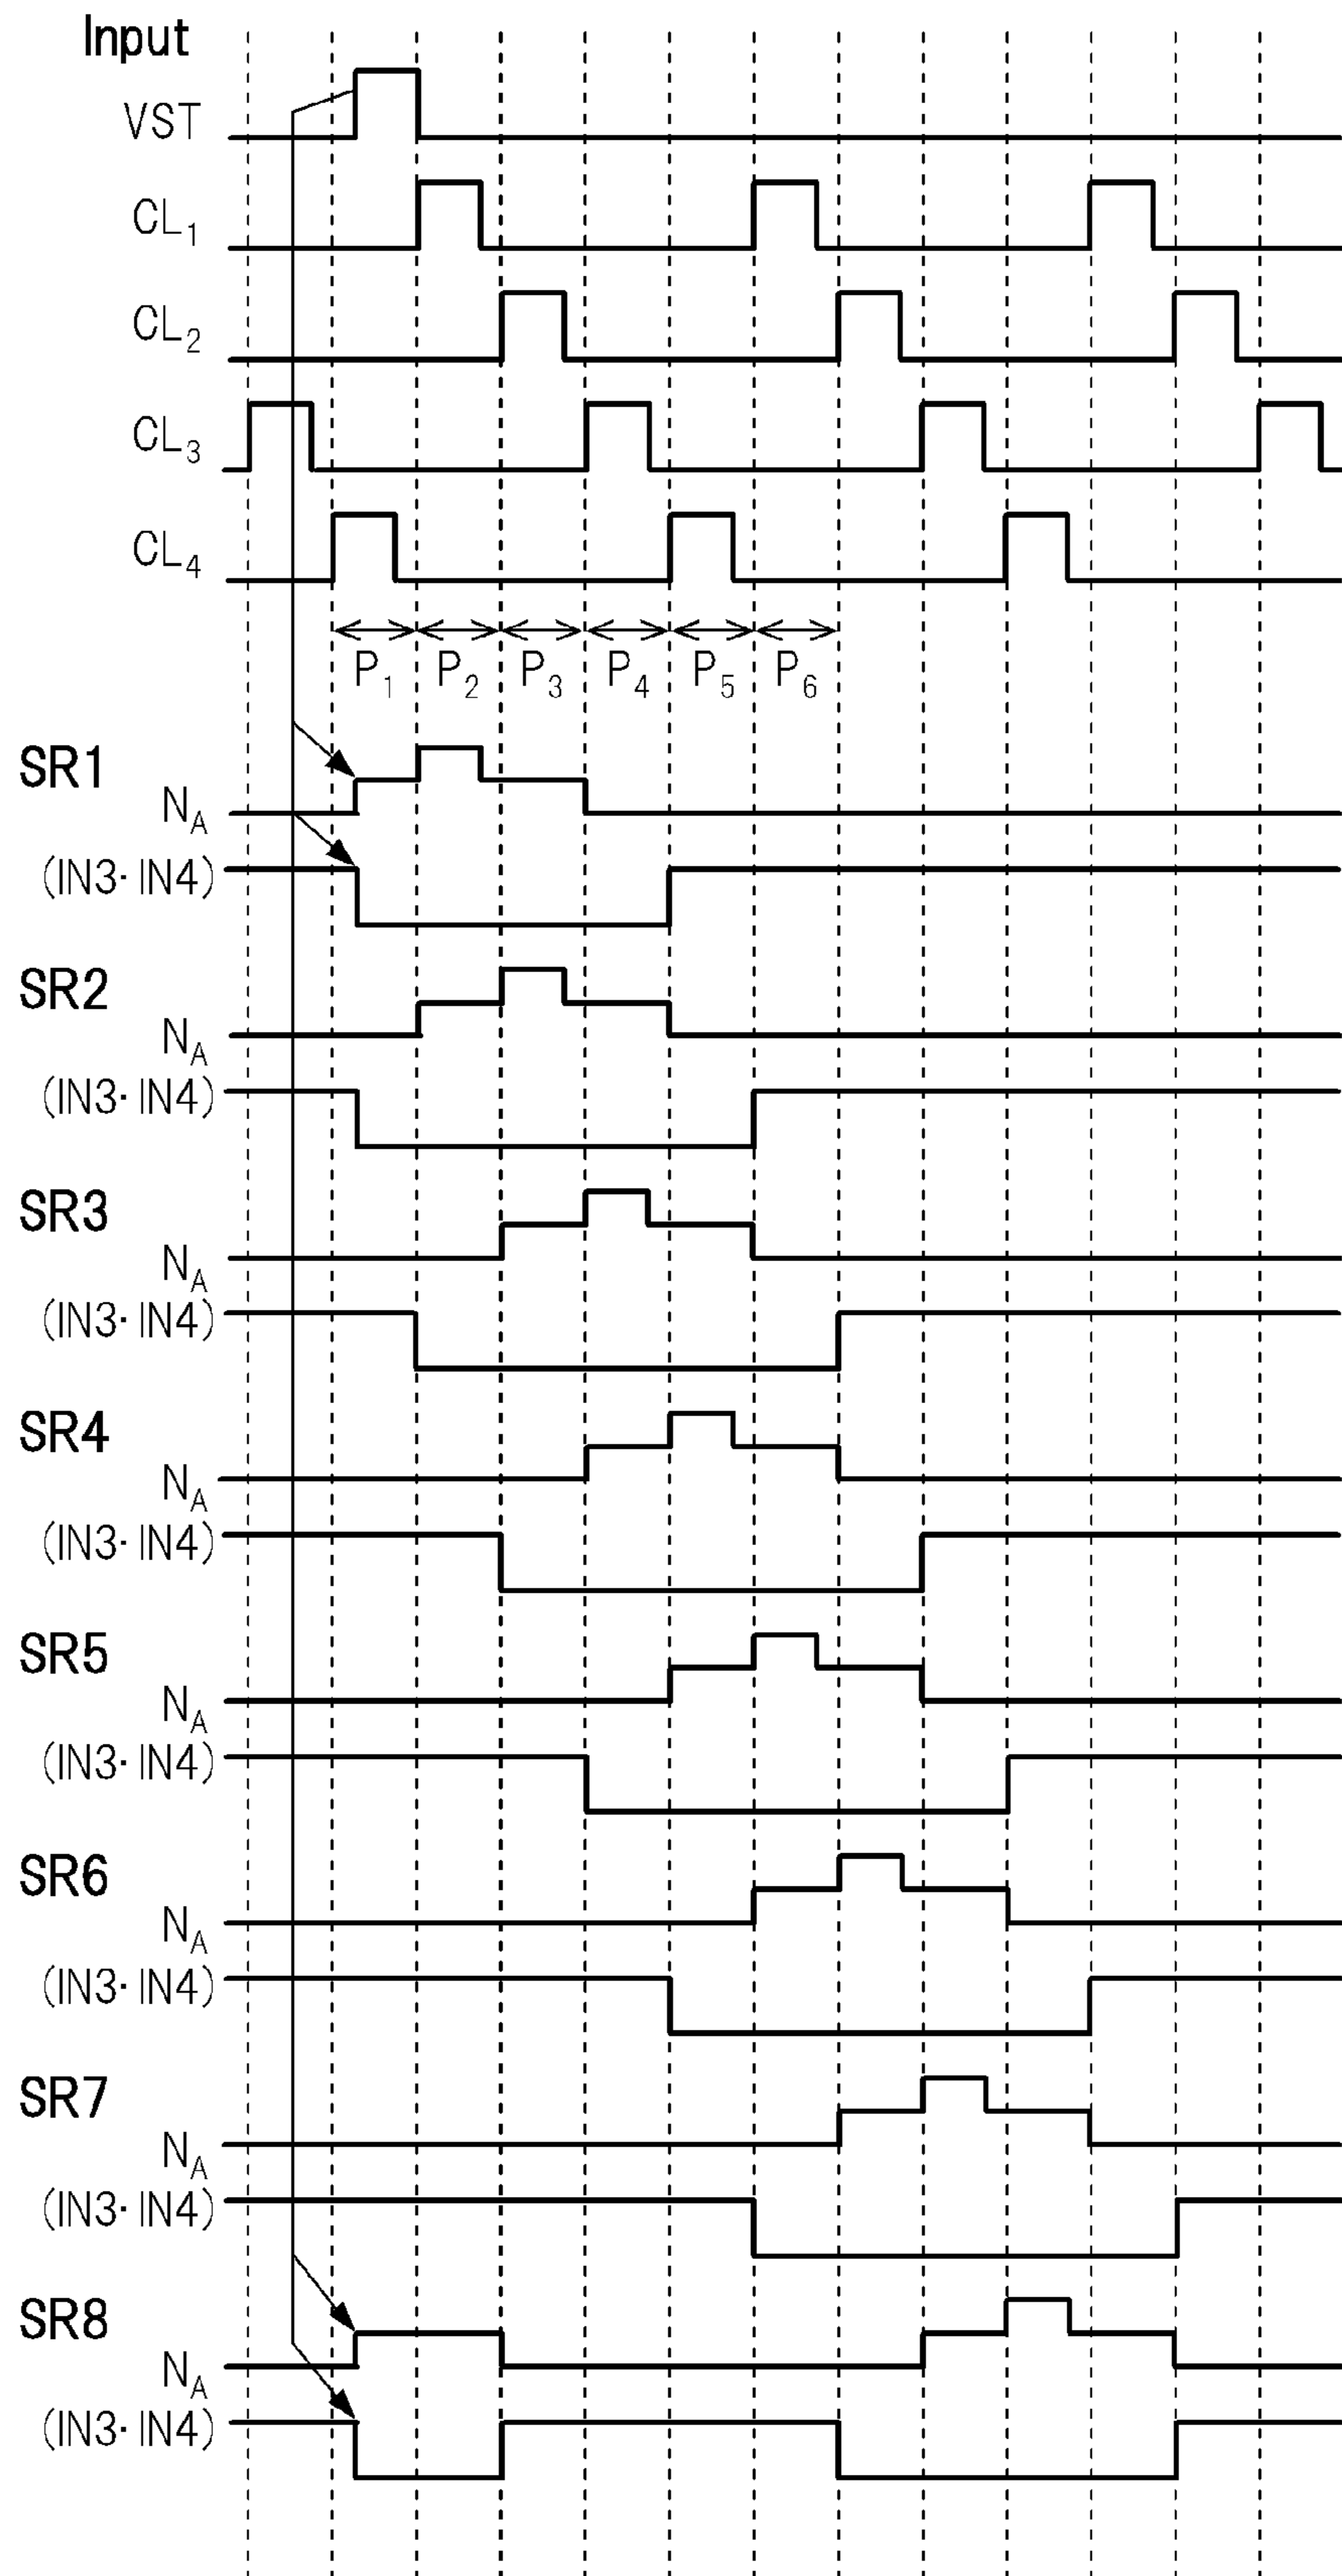 Input
VST
CL1
CL2
CL3
CL4
P1 P2 P3 P4 P5 P6
SR1
NA
(IN3·IN4)
SR2
NA
(IN3·IN4)
SR3
NA
(IN3·IN4)
SR4
NA
(IN3·IN4)
SR5
NA
(IN3·IN4)
SR6
NA
(IN3·IN4)
SR7
NA
(IN3·IN4)
SR8
NA
(IN3·IN4)